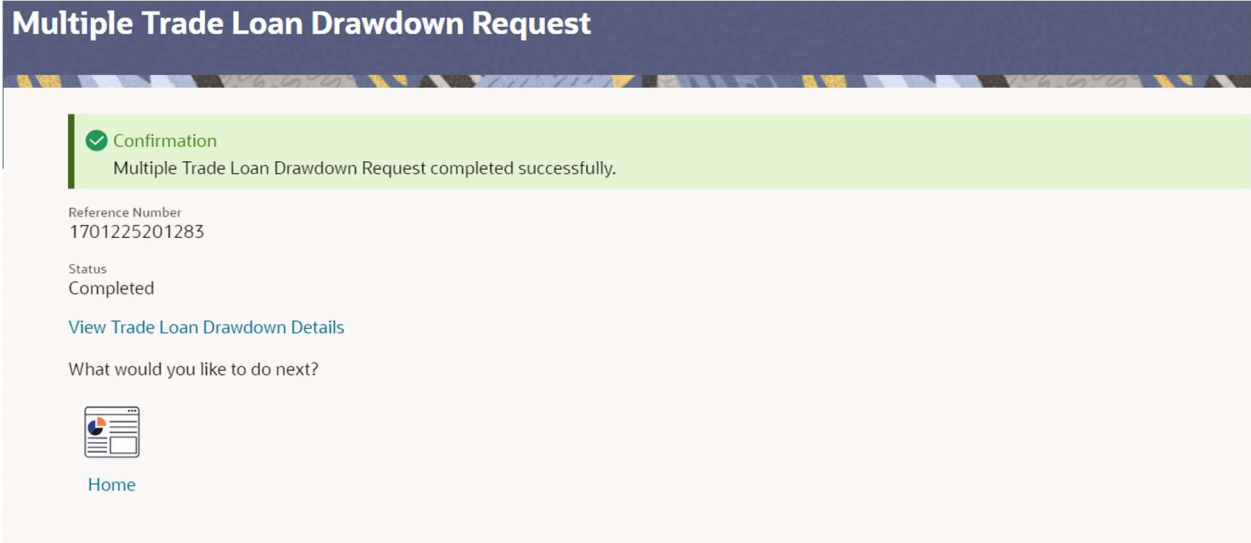 Multiple Trade Loan Drawdown Request
Confirmation
Multiple Trade Loan Drawdown Request completed successfully.
Reference Number
1701225201283
Status
Completed
View Trade Loan Drawdown Details
What would you like to do next?
Home